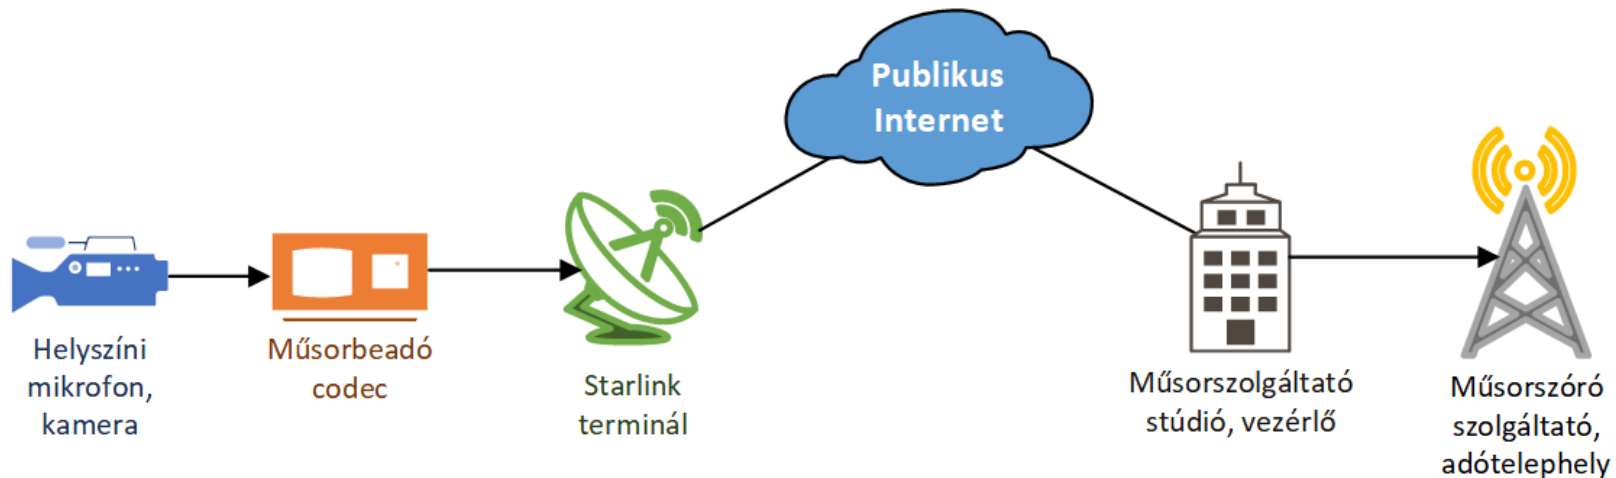 Publikus
Internet
Helyszíni
mikrofon,
kamera
Műsorbeadó
codec
Starlink
terminál
Műsorszolgáltató
stúdió, vezérlő
Műsorszóró
szolgáltató,
adótelephely